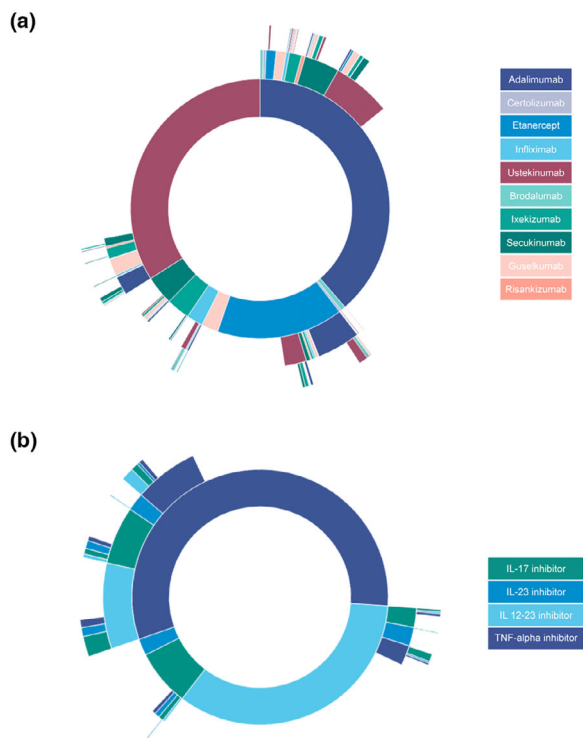 (a)
Adalimumab
Certolizumab
Etanercept
Infliximab
Ustekinumab
Brodalumab
Ixekizumab
Secukinumab
Guselkumab
Risankizumab
(b)
IL-17 inhibitor
IL-23 inhibitor
IL 12-23 inhibitor
TNF-alpha inhibitor